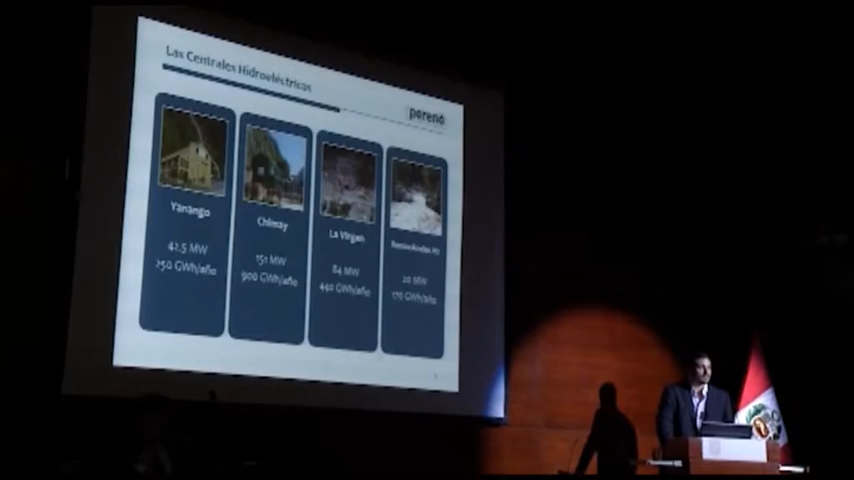 Las Centrales Hidroeléctricas
poreno
Yanango
42.5 MW
250 GWh/año
Chimay
151 MW
900 GWh/año
La Virgen
84 MW
440 GWh/año
20 MW
170 GWh/año